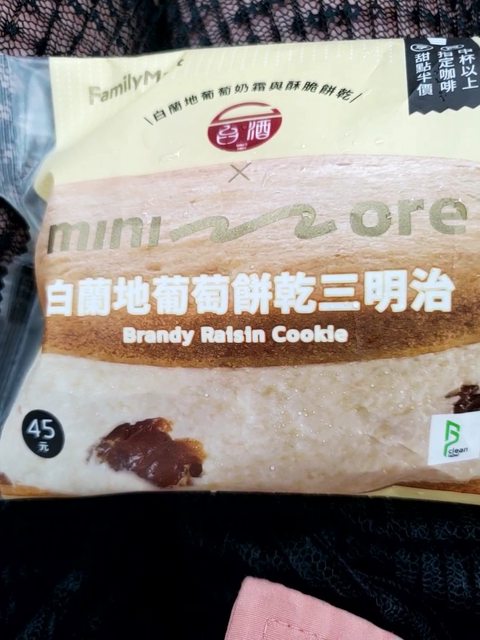 FamilyMart
中杯以上
指定咖啡
甜點半價
\白蘭地葡萄奶霜與酥脆餅乾/
台酒
×
mini more
白蘭地葡萄餅乾三明治
Brandy Raisin Cookie
45
元
clean